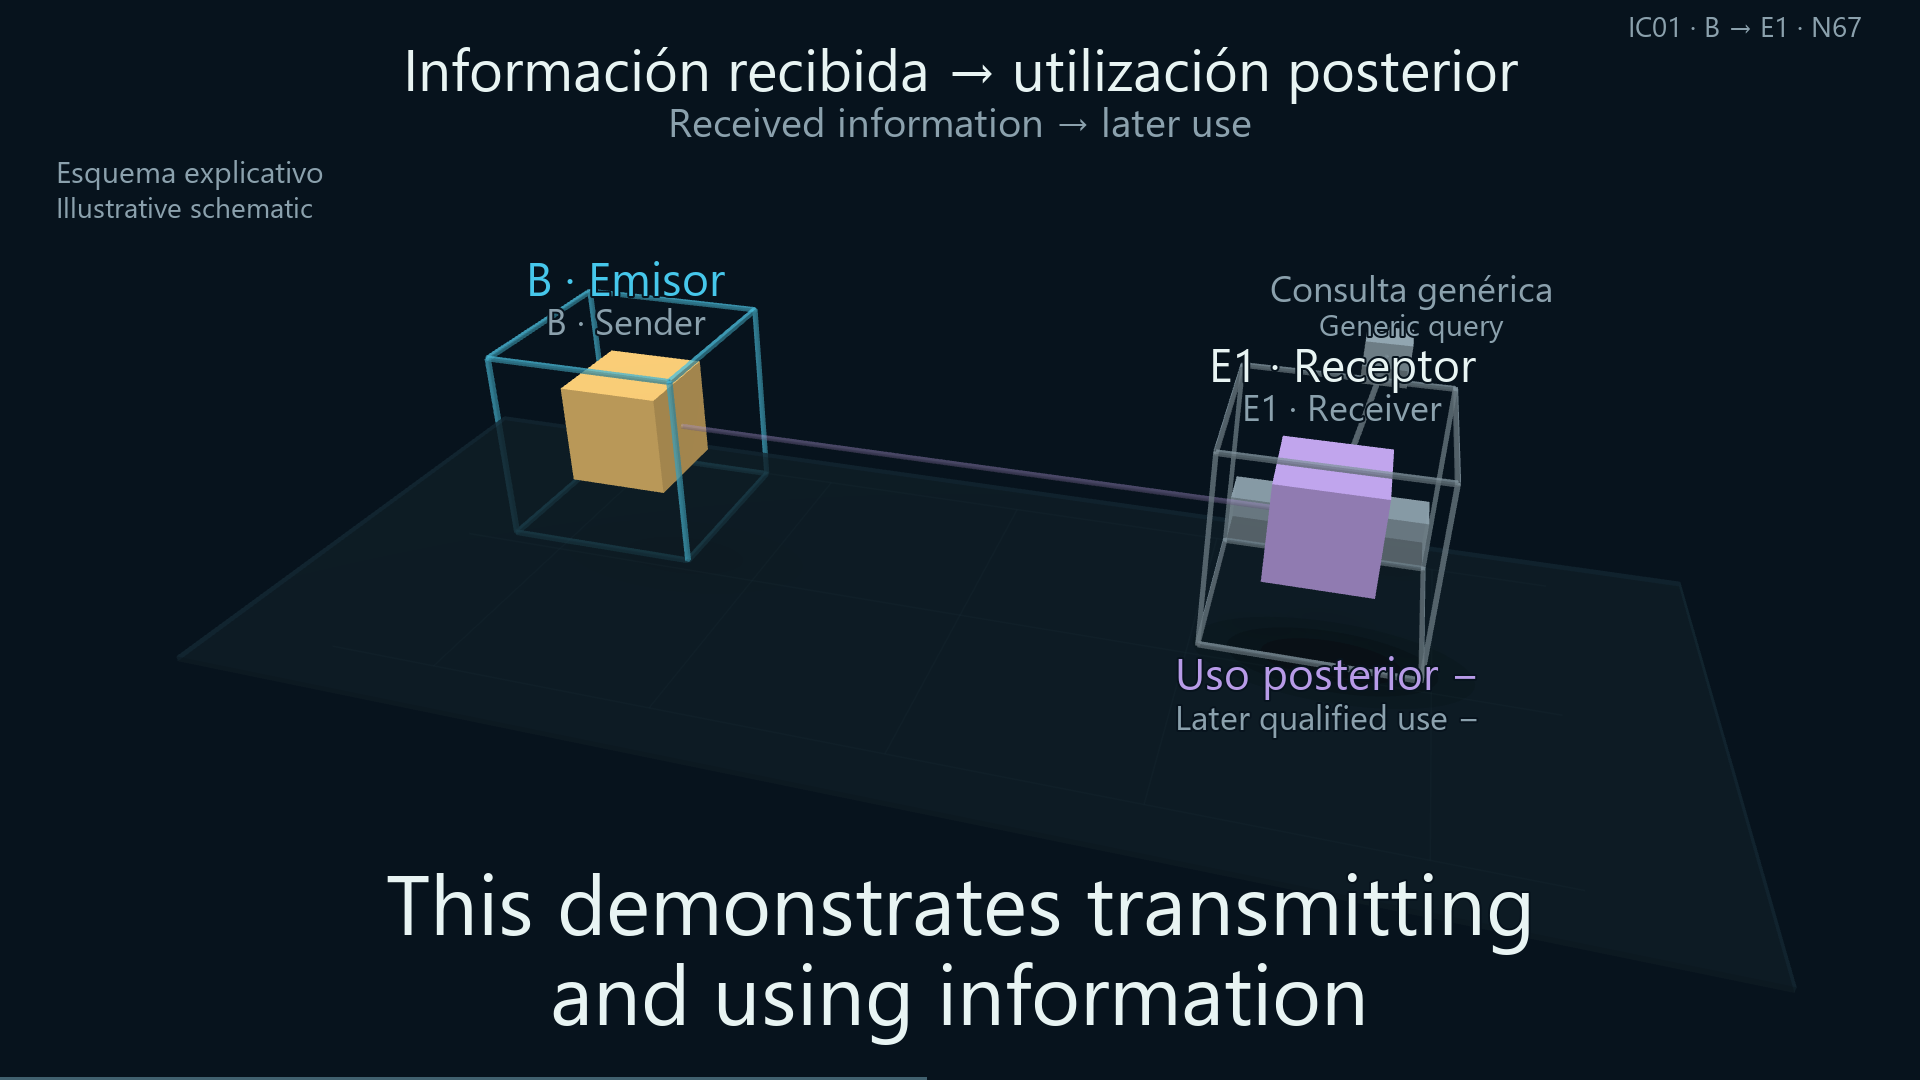 IC01 · B → E1 · N67
Información recibida → utilización posterior
Received information → later use
Esquema explicativo
Illustrative schematic
B · Emisor
B · Sender
Consulta genérica
Generic query
E1 · Receptor
E1 · Receiver
Uso posterior −
Later qualified use −
This demonstrates transmitting
and using information